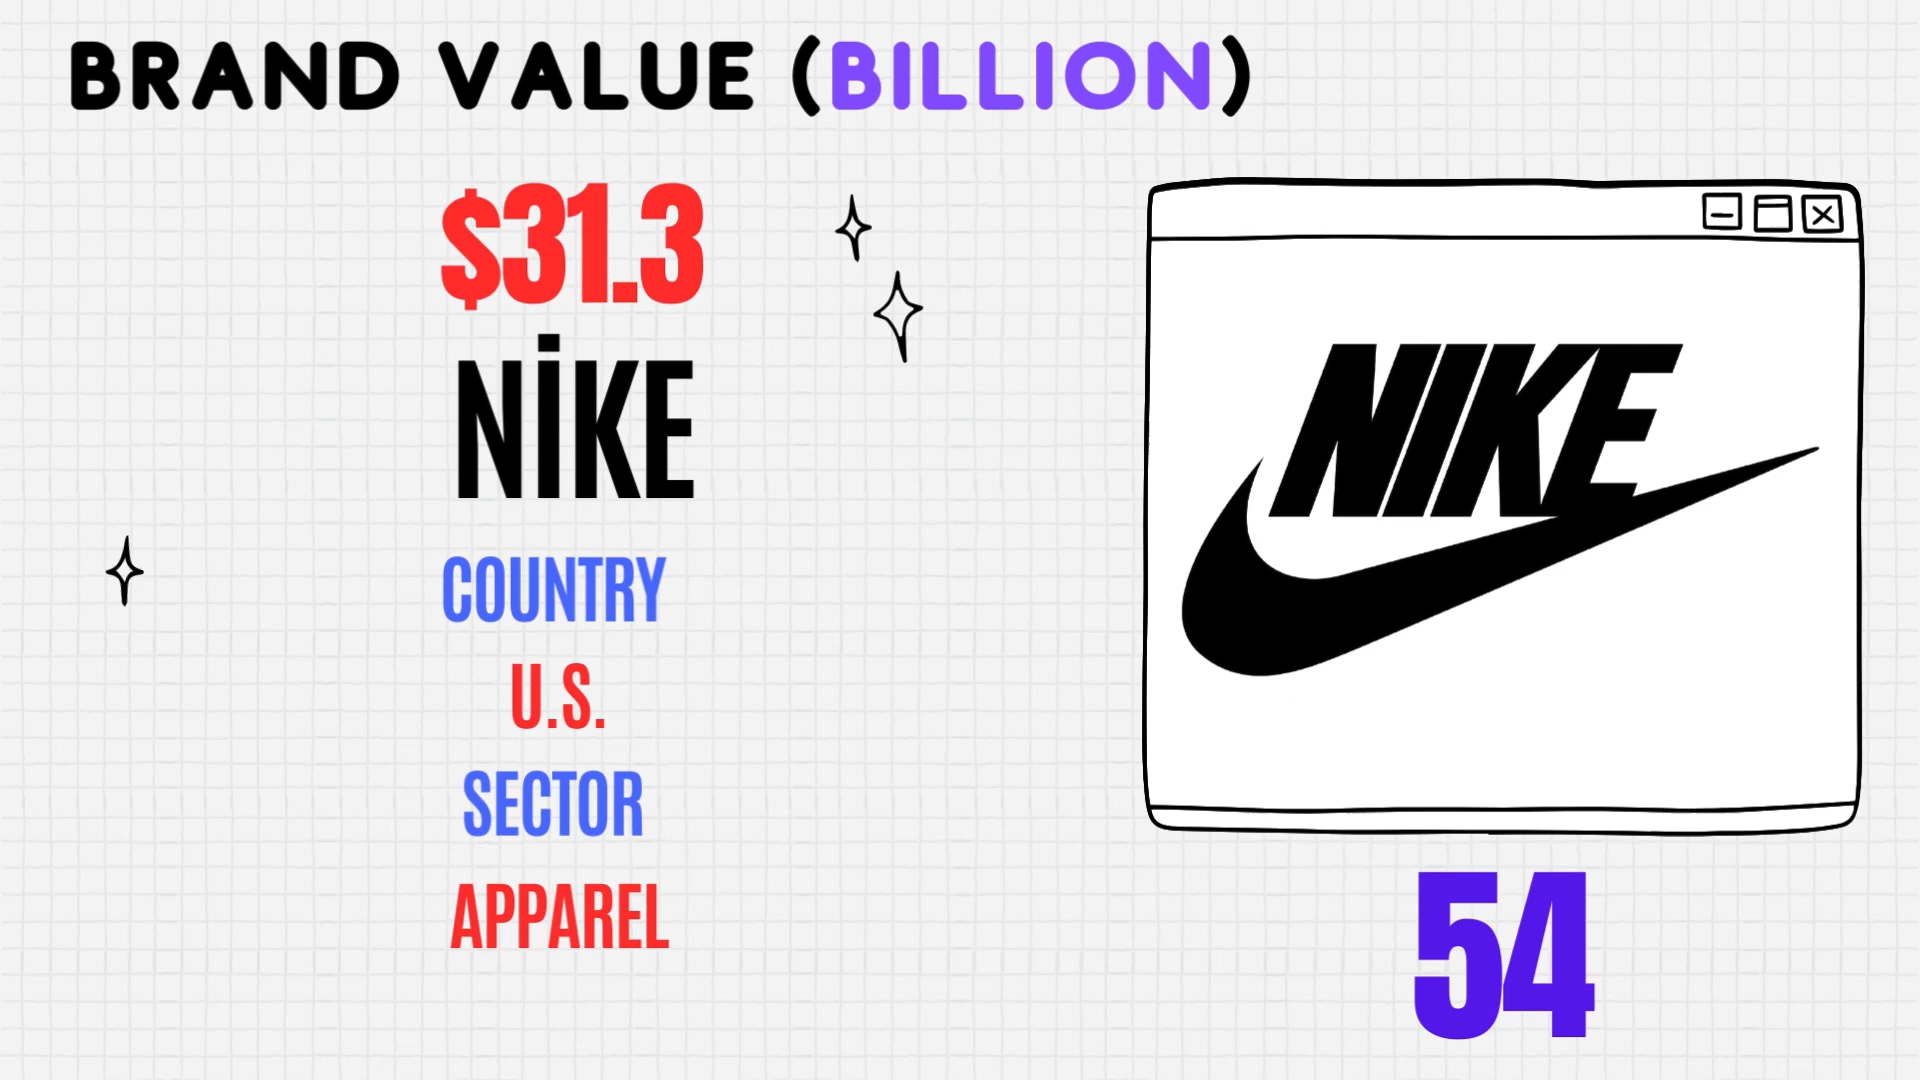 BRAND VALUE (BILLION)
$31.3
NİKE
COUNTRY
U.S.
SECTOR
APPAREL
NIKE
54